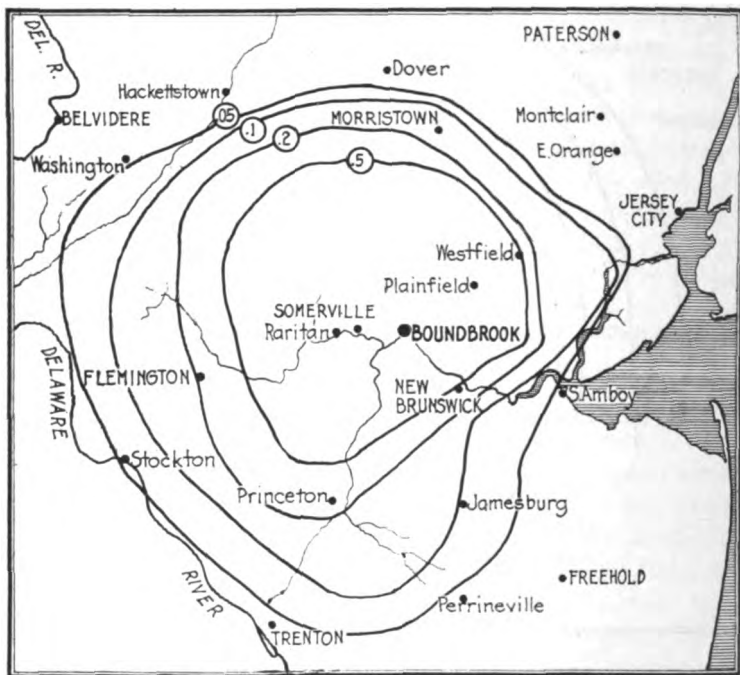 DEL. R.
PATERSON
Dover
Hackettstown
BELVIDERE
.05
.1
.2
MORRISTOWN
Montclair
E. Orange
Washington
.5
JERSEY
CITY
Westfield
Plainfield
SOMERVILLE
Raritan
BOUNDBROOK
DELAWARE
FLEMINGTON
NEW
BRUNSWICK
S. Amboy
Stockton
Princeton
Jamesburg
RIVER
FREEHOLD
Perrineville
TRENTON